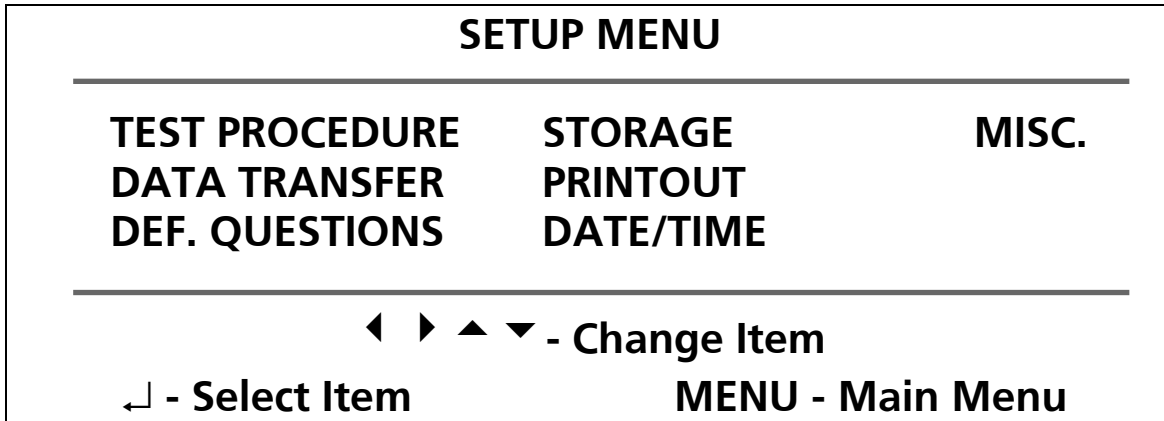 SETUP MENU
TEST PROCEDURE STORAGE MISC.
DATA TRANSFER PRINTOUT
DEF. QUESTIONS DATE/TIME
◀ ▶ ▲ ▼ - Change Item
↵ - Select Item MENU - Main Menu